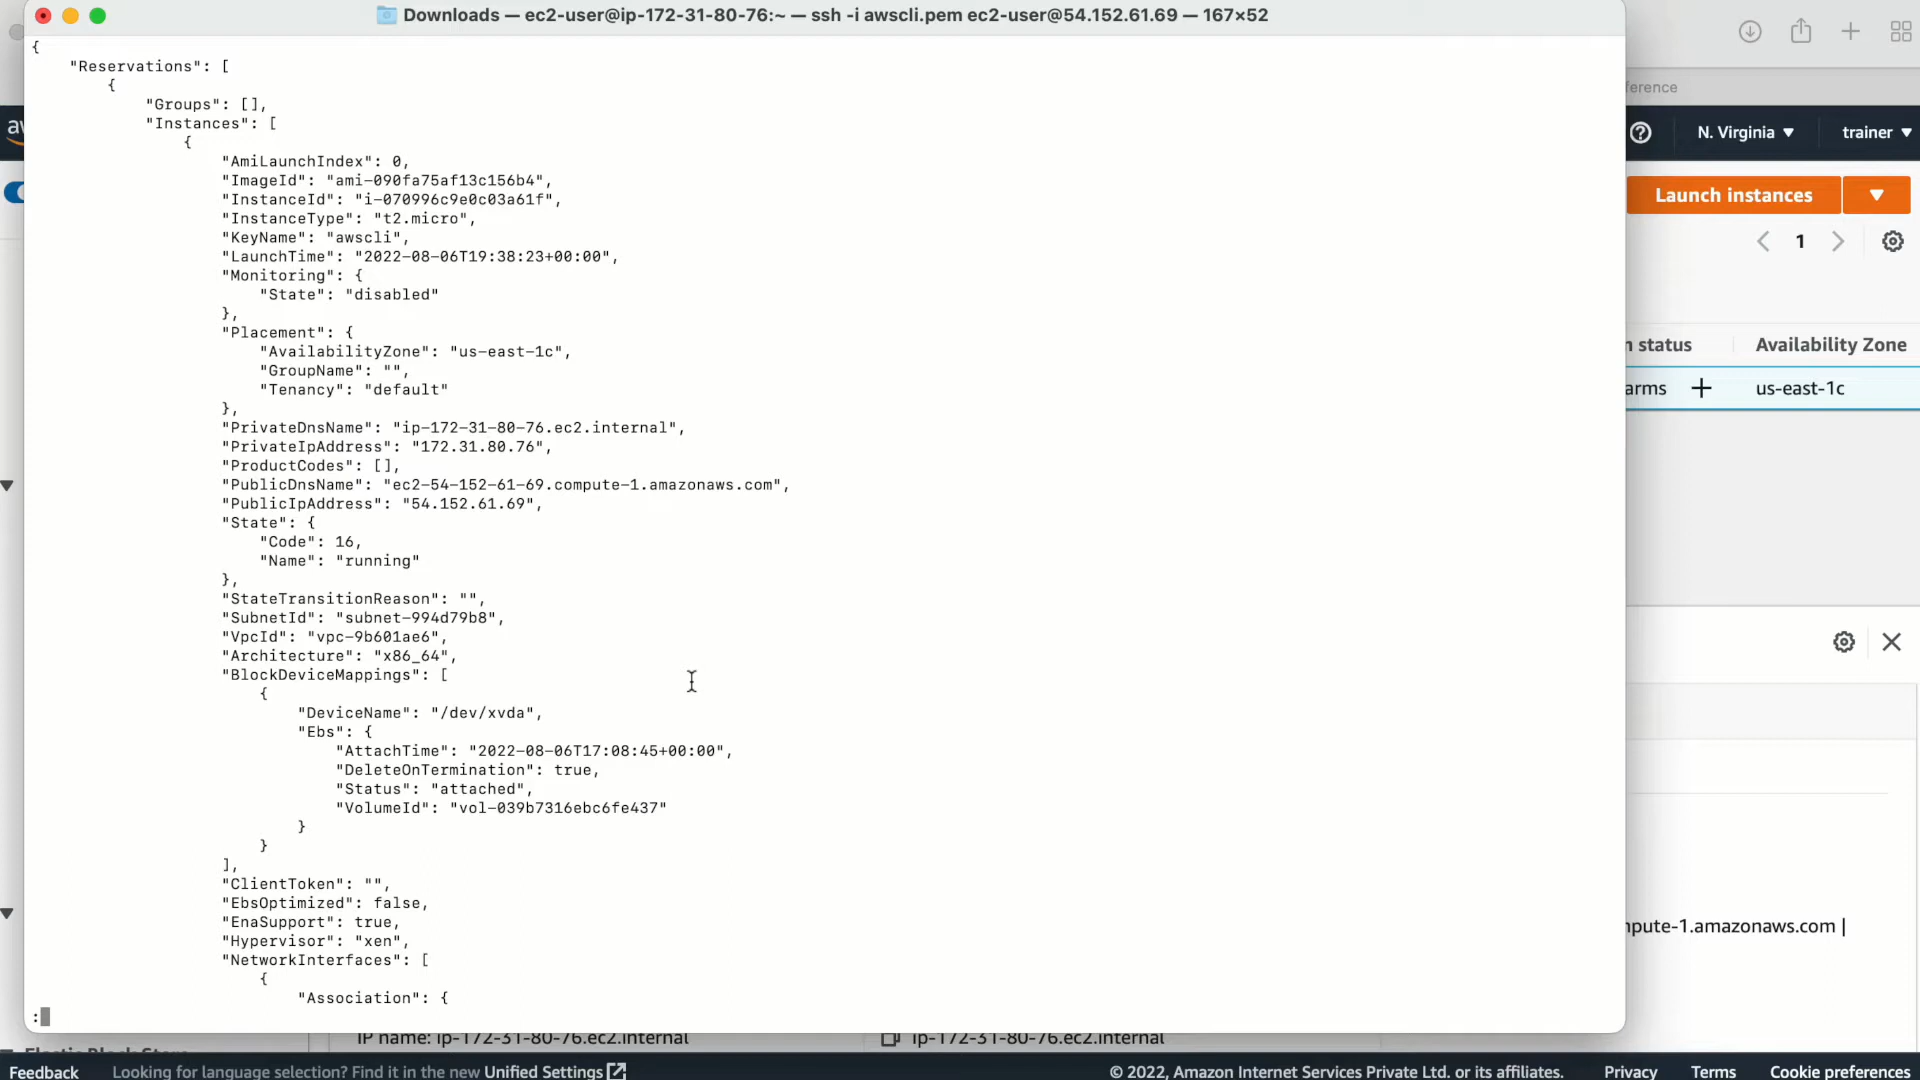 Downloads — ec2-user@ip-172-31-80-76:~ — ssh -i awscli.pem ec2-user@54.152.61.69 — 167×52
{
    "Reservations": [
        {
            "Groups": [],
            "Instances": [
                {
                    "AmiLaunchIndex": 0,
                    "ImageId": "ami-090fa75af13c156b4",
                    "InstanceId": "i-070996c9e0c03a61f",
                    "InstanceType": "t2.micro",
                    "KeyName": "awscli",
                    "LaunchTime": "2022-08-06T19:38:23+00:00",
                    "Monitoring": {
                        "State": "disabled"
                    },
                    "Placement": {
                        "AvailabilityZone": "us-east-1c",
                        "GroupName": "",
                        "Tenancy": "default"
                    },
                    "PrivateDnsName": "ip-172-31-80-76.ec2.internal",
                    "PrivateIpAddress": "172.31.80.76",
                    "ProductCodes": [],
                    "PublicDnsName": "ec2-54-152-61-69.compute-1.amazonaws.com",
                    "PublicIpAddress": "54.152.61.69",
                    "State": {
                        "Code": 16,
                        "Name": "running"
                    },
                    "StateTransitionReason": "",
                    "SubnetId": "subnet-994d79b8",
                    "VpcId": "vpc-9b601ae6",
                    "Architecture": "x86_64",
                    "BlockDeviceMappings": [
                        {
                            "DeviceName": "/dev/xvda",
                            "Ebs": {
                                "AttachTime": "2022-08-06T17:08:45+00:00",
                                "DeleteOnTermination": true,
                                "Status": "attached",
                                "VolumeId": "vol-039b7316ebc6fe437"
                            }
                        }
                    ],
                    "ClientToken": "",
                    "EbsOptimized": false,
                    "EnaSupport": true,
                    "Hypervisor": "xen",
                    "NetworkInterfaces": [
                        {
                            "Association": {
:
ference
N. Virginia ▼ trainer ▼
Launch instances
1
status Availability Zone
arms + us-east-1c
pute-1.amazonaws.com |
IP name: ip-172-31-80-76.ec2.internal
ip-172-31-80-76.ec2.internal
Feedback Looking for language selection? Find it in the new Unified Settings © 2022, Amazon Internet Services Private Ltd. or its affiliates. Privacy Terms Cookie preferences